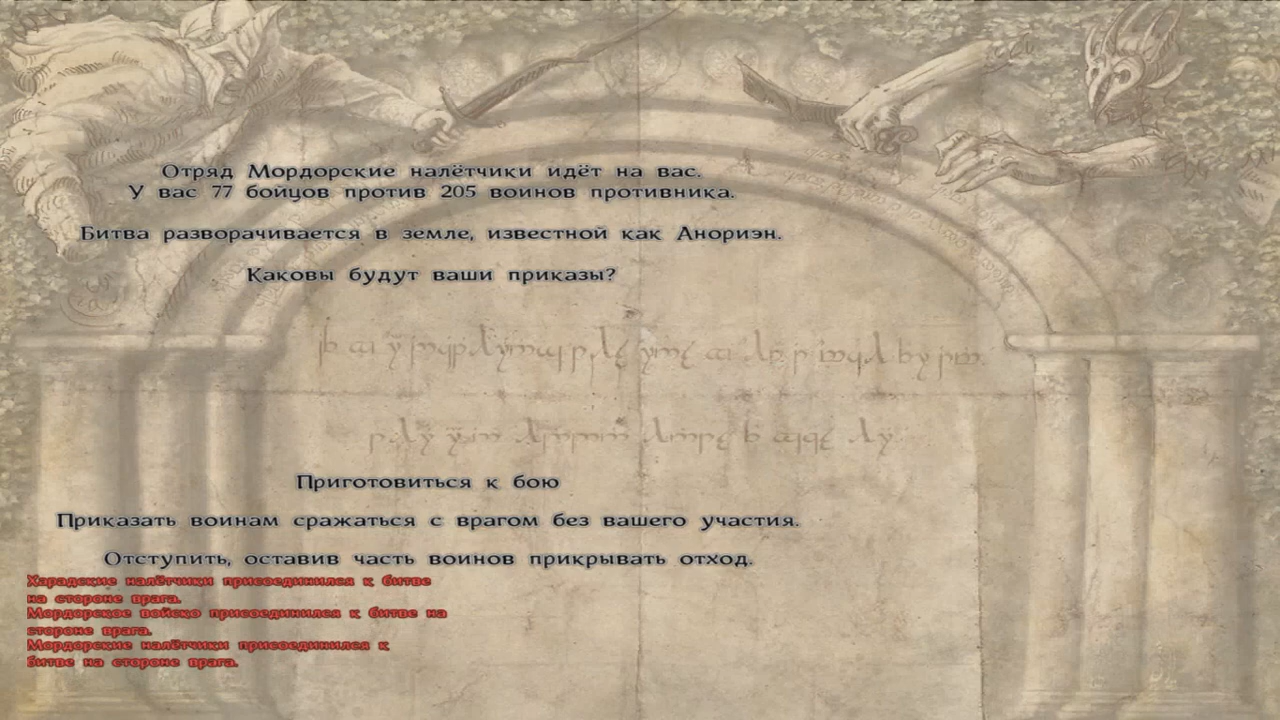 Отряд Мордорские налётчики идёт на вас.
У вас 77 бойцов против 205 воинов противника.
Битва разворачивается в земле, известной как Анориэн.
Каковы будут ваши приказы?
Приготовиться к бою
Приказать воинам сражаться с врагом без вашего участия.
Отступить, оставив часть воинов прикрывать отход.
Харадские налётчики присоединился к битве
на стороне врага.
Мордорское войско присоединился к битве на
стороне врага.
Мордорские налётчики присоединился к
битве на стороне врага.